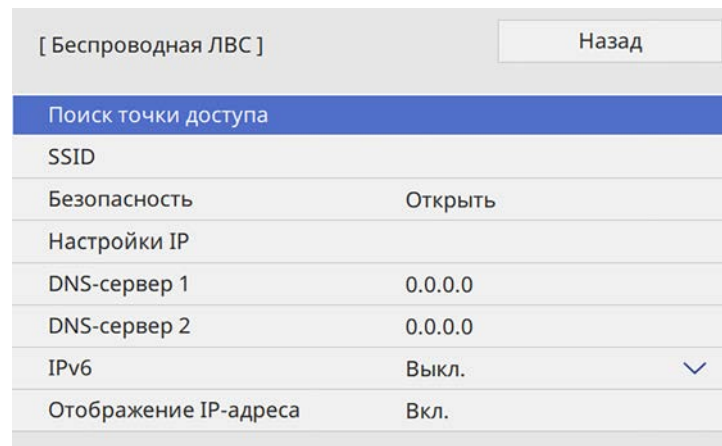 [ Беспроводная ЛВС ]
Назад
Поиск точки доступа
SSID
Безопасность Открыть
Настройки IP
DNS-сервер 1 0.0.0.0
DNS-сервер 2 0.0.0.0
IPv6 Выкл.
Отображение IP-адреса Вкл.